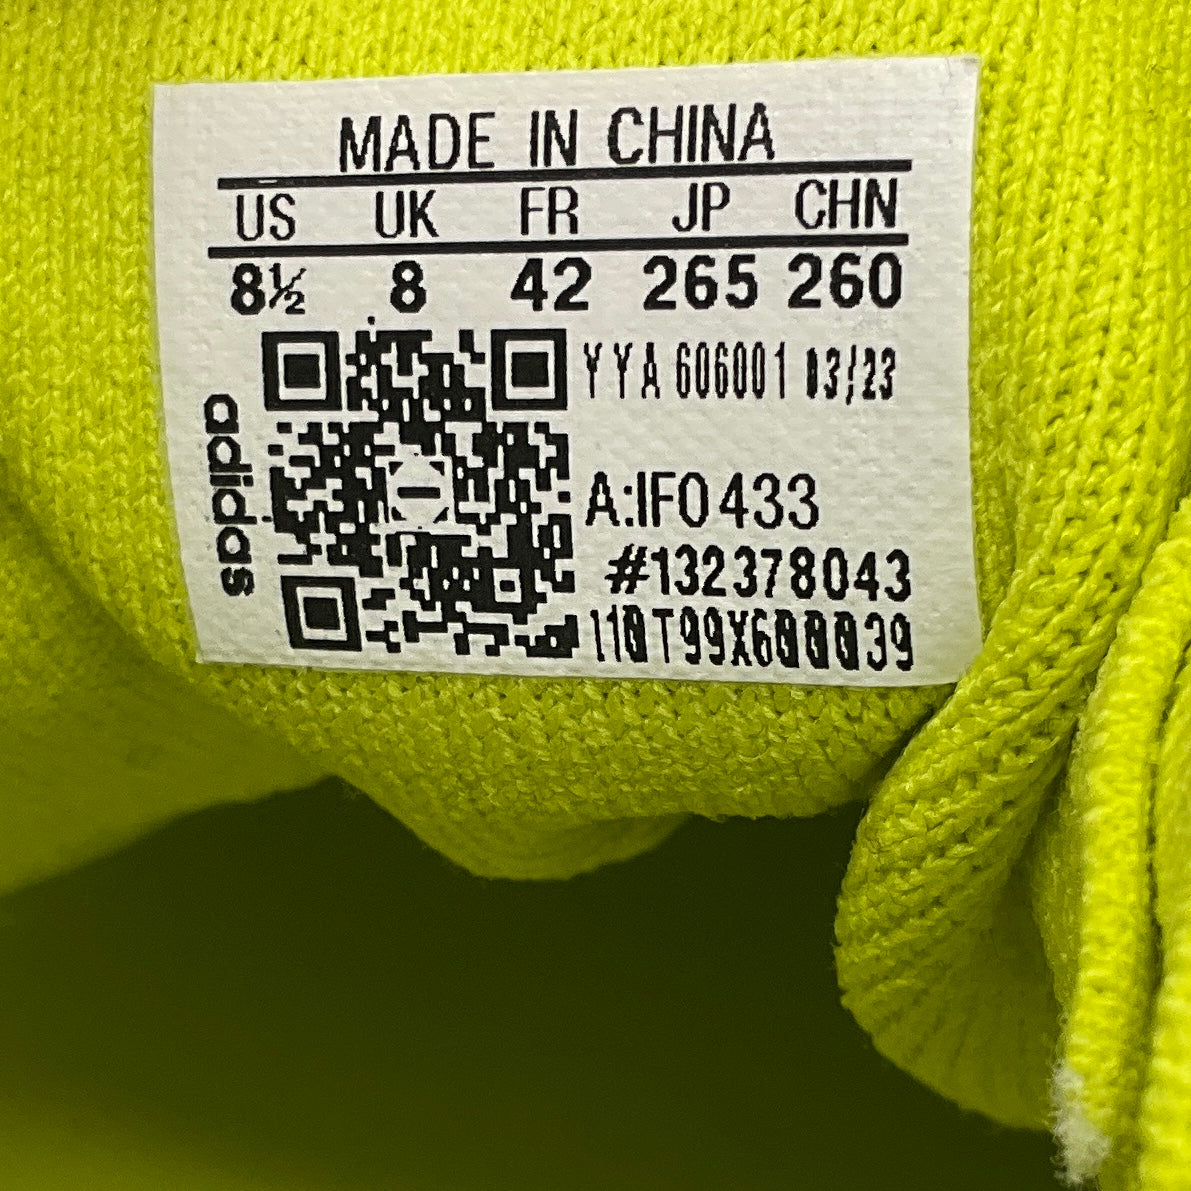 MADE IN CHINA
US UK FR JP CHN
8½ 8 42 265 260
YYA 606001 03/23
adidas
A:IF0433
#132378043
110T99X6000039